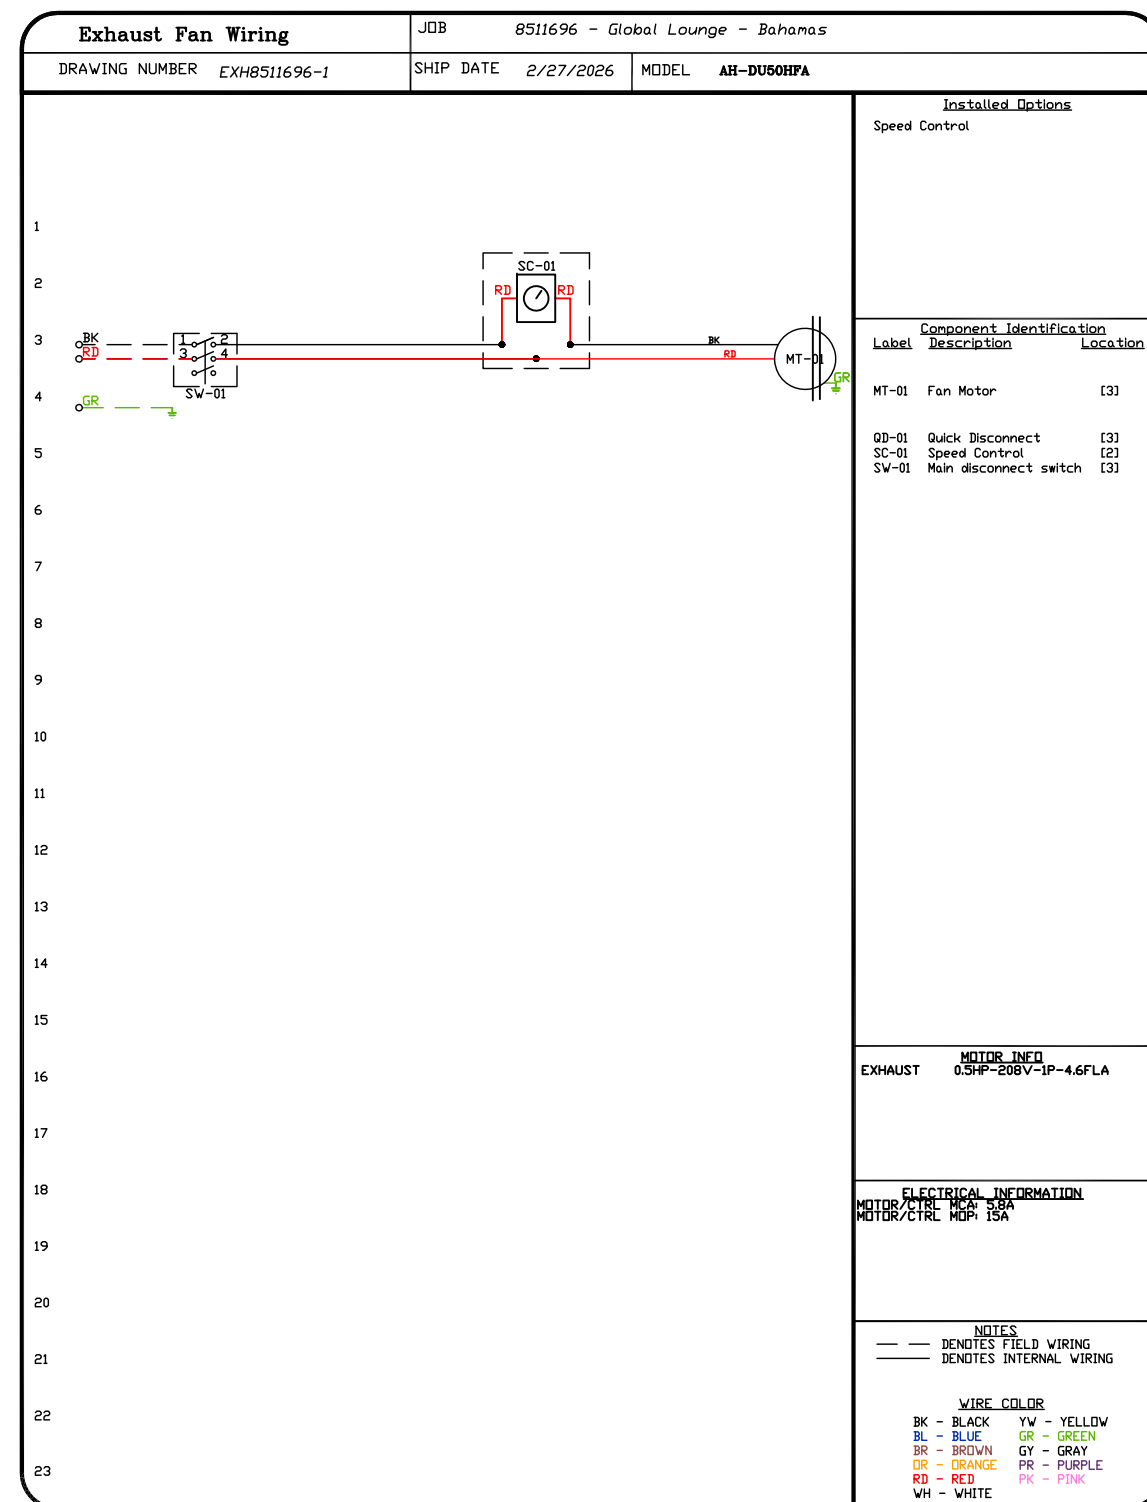 Exhaust Fan Wiring
JOB 8511696 - Global Lounge - Bahamas
DRAWING NUMBER EXH8511696-1
SHIP DATE 2/27/2026
MODEL AH-DU50HFA
Installed Options
Speed Control
1
2
3
4
5
6
7
8
9
10
11
12
13
14
15
16
17
18
19
20
21
22
23
SC-01
RD RD
BK
RD
1 2
3 4
SW-01
GR
BK
RD
MT-01
GR
Component Identification
Label Description Location
MT-01 Fan Motor [3]
QD-01 Quick Disconnect [3]
SC-01 Speed Control [2]
SW-01 Main disconnect switch [3]
MOTOR INFO
EXHAUST 0.5HP-208V-1P-4.6FLA
ELECTRICAL INFORMATION
MOTOR/CTRL MCA: 5.8A
MOTOR/CTRL MOP: 15A
NOTES
DENOTES FIELD WIRING
DENOTES INTERNAL WIRING
WIRE COLOR
BK - BLACK YW - YELLOW
BL - BLUE GR - GREEN
BR - BROWN GY - GRAY
OR - ORANGE PR - PURPLE
RD - RED PK - PINK
WH - WHITE